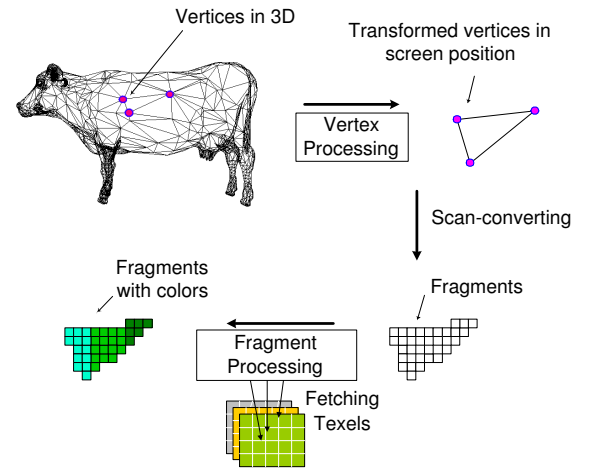 Vertices in 3D
Transformed vertices in
screen position
Vertex
Processing
Scan-converting
Fragments
with colors
Fragments
Fragment
Processing
Fetching
Texels